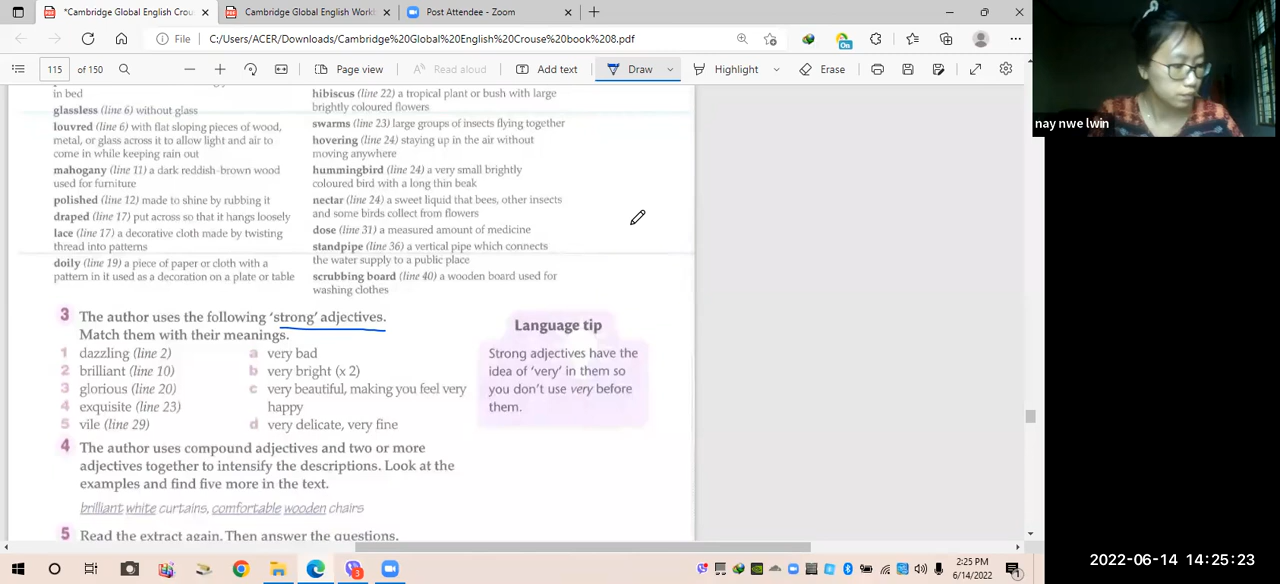 *Cambridge Global English Crou
Cambridge Global English Workb
Post Attendee - Zoom
File
C:/Users/ACER/Downloads/Cambridge%20Global%20English%20Crouse%20book%208.pdf
On
115 of 150
Page view
Read aloud
Add text
Draw
Highlight
Erase
in bed
glassless (line 6) without glass
louvred (line 6) with flat sloping pieces of wood,
metal, or glass across it to allow light and air to
come in while keeping rain out
mahogany (line 11) a dark reddish-brown wood
used for furniture
polished (line 12) made to shine by rubbing it
draped (line 17) put across so that it hangs loosely
lace (line 17) a decorative cloth made by twisting
thread into patterns
doily (line 19) a piece of paper or cloth with a
pattern in it used as a decoration on a plate or table
hibiscus (line 22) a tropical plant or bush with large
brightly coloured flowers
swarms (line 23) large groups of insects flying together
hovering (line 24) staying up in the air without
moving anywhere
hummingbird (line 24) a very small brightly
coloured bird with a long thin beak
nectar (line 24) a sweet liquid that bees, other insects
and some birds collect from flowers
dose (line 31) a measured amount of medicine
standpipe (line 36) a vertical pipe which connects
the water supply to a public place
scrubbing board (line 40) a wooden board used for
washing clothes
3 The author uses the following 'strong' adjectives.
Match them with their meanings.
1 dazzling (line 2)
2 brilliant (line 10)
3 glorious (line 20)
4 exquisite (line 23)
5 vile (line 29)
a very bad
b very bright (x 2)
c very beautiful, making you feel very
happy
d very delicate, very fine
Language tip
Strong adjectives have the
idea of 'very' in them so
you don't use very before
them.
4 The author uses compound adjectives and two or more
adjectives together to intensify the descriptions. Look at the
examples and find five more in the text.
brilliant white curtains, comfortable wooden chairs
5 Read the extract again. Then answer the questions.
nay nwe lwin
3
2:25 PM
6/14/2022
1
2022-06-14 14:25:23